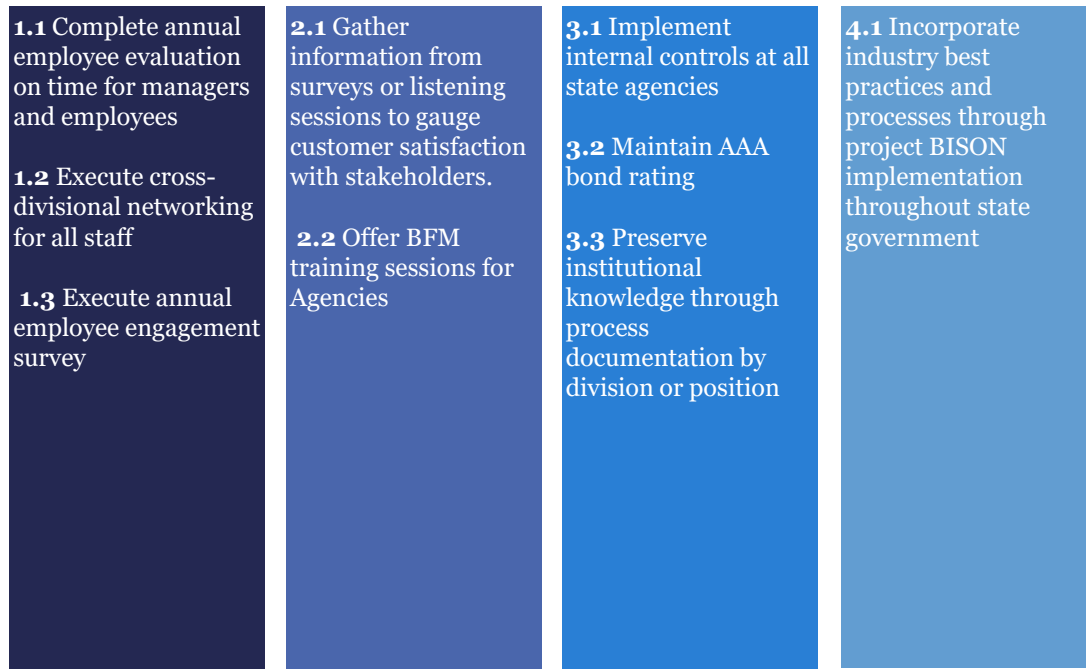 1.1 Complete annual
employee evaluation
on time for managers
and employees
1.2 Execute cross-
divisional networking
for all staff
1.3 Execute annual
employee engagement
survey
2.1 Gather
information from
surveys or listening
sessions to gauge
customer satisfaction
with stakeholders.
2.2 Offer BFM
training sessions for
Agencies
3.1 Implement
internal controls at all
state agencies
3.2 Maintain AAA
bond rating
3.3 Preserve
institutional
knowledge through
process
documentation by
division or position
4.1 Incorporate
industry best
practices and
processes through
project BISON
implementation
throughout state
government